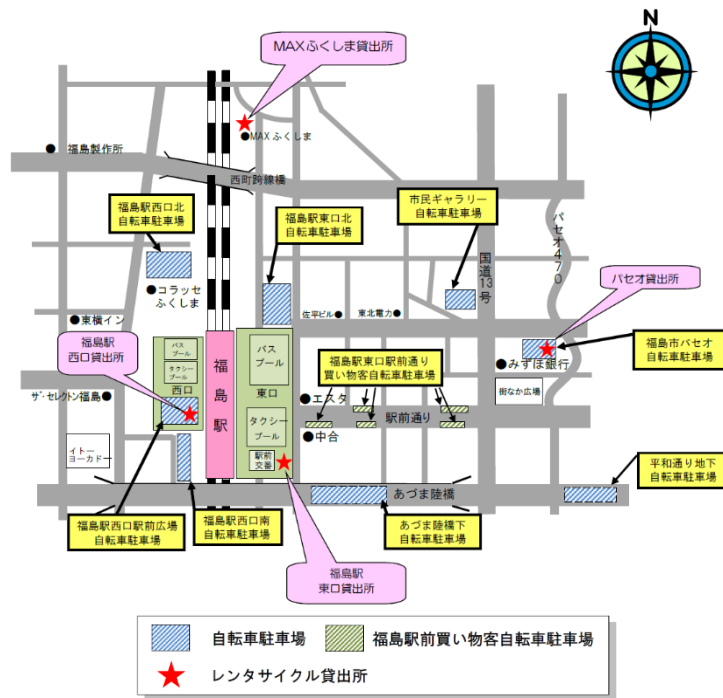 N
MAXふくしま貸出所
●MAXふくしま
● 福島製作所
西町跨線橋
福島駅西口北
自転車駐車場
福島駅東口北
自転車駐車場
市民ギャラリー
自転車駐車場
国道13号
パセオ470
パセオ貸出所
●コラッセ
ふくしま
佐平ビル●
東北電力●
●東横イン
福島駅
西口貸出所
バス
プール
タクシー
プール
西口
福島駅
バス
プール
東口
タクシー
プール
駅前
交番
福島駅東口駅前通り
買い物客自転車駐車場
福島市パセオ
自転車駐車場
●みずほ銀行
街なか広場
ザ・セレクトン福島●
●エスタ
駅前通り
●中合
イトー
ヨーカドー
あづま陸橋
平和通り地下
自転車駐車場
福島駅西口駅前広場
自転車駐車場
福島駅西口南
自転車駐車場
あづま陸橋下
自転車駐車場
福島駅
東口貸出所
自転車駐車場
福島駅前買い物客自転車駐車場
レンタサイクル貸出所